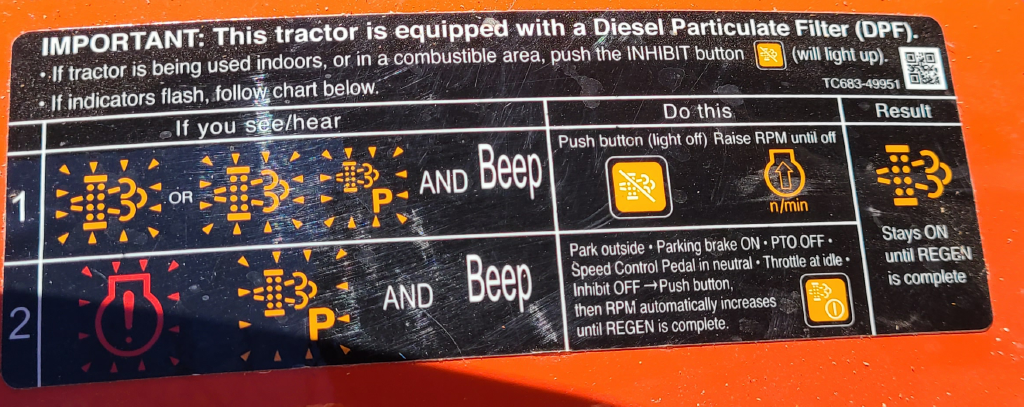 IMPORTANT: This tractor is equipped with a Diesel Particulate Filter (DPF).
• If tractor is being used indoors, or in a combustible area, push the INHIBIT button (will light up).
• If indicators flash, follow chart below.
TC683-49951
If you see/hear
Do this
Result
1
OR
P
AND Beep
Push button (light off) Raise RPM until off
n/min
Stays ON
until REGEN
is complete
2
P
AND Beep
Park outside • Parking brake ON • PTO OFF •
Speed Control Pedal in neutral • Throttle at idle •
Inhibit OFF →Push button,
then RPM automatically increases
until REGEN is complete.